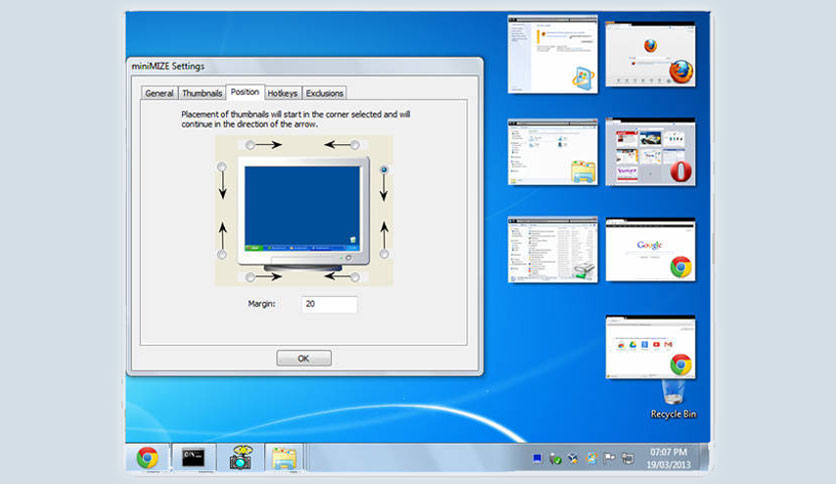 miniMIZE Settings
General
Thumbnails
Position
Hotkeys
Exclusions
Placement of thumbnails will start in the corner selected and will
continue in the direction of the arrow.
Margin:
20
OK
YAHOO!
Google
Recycle Bin
07:07 PM
19/03/2013